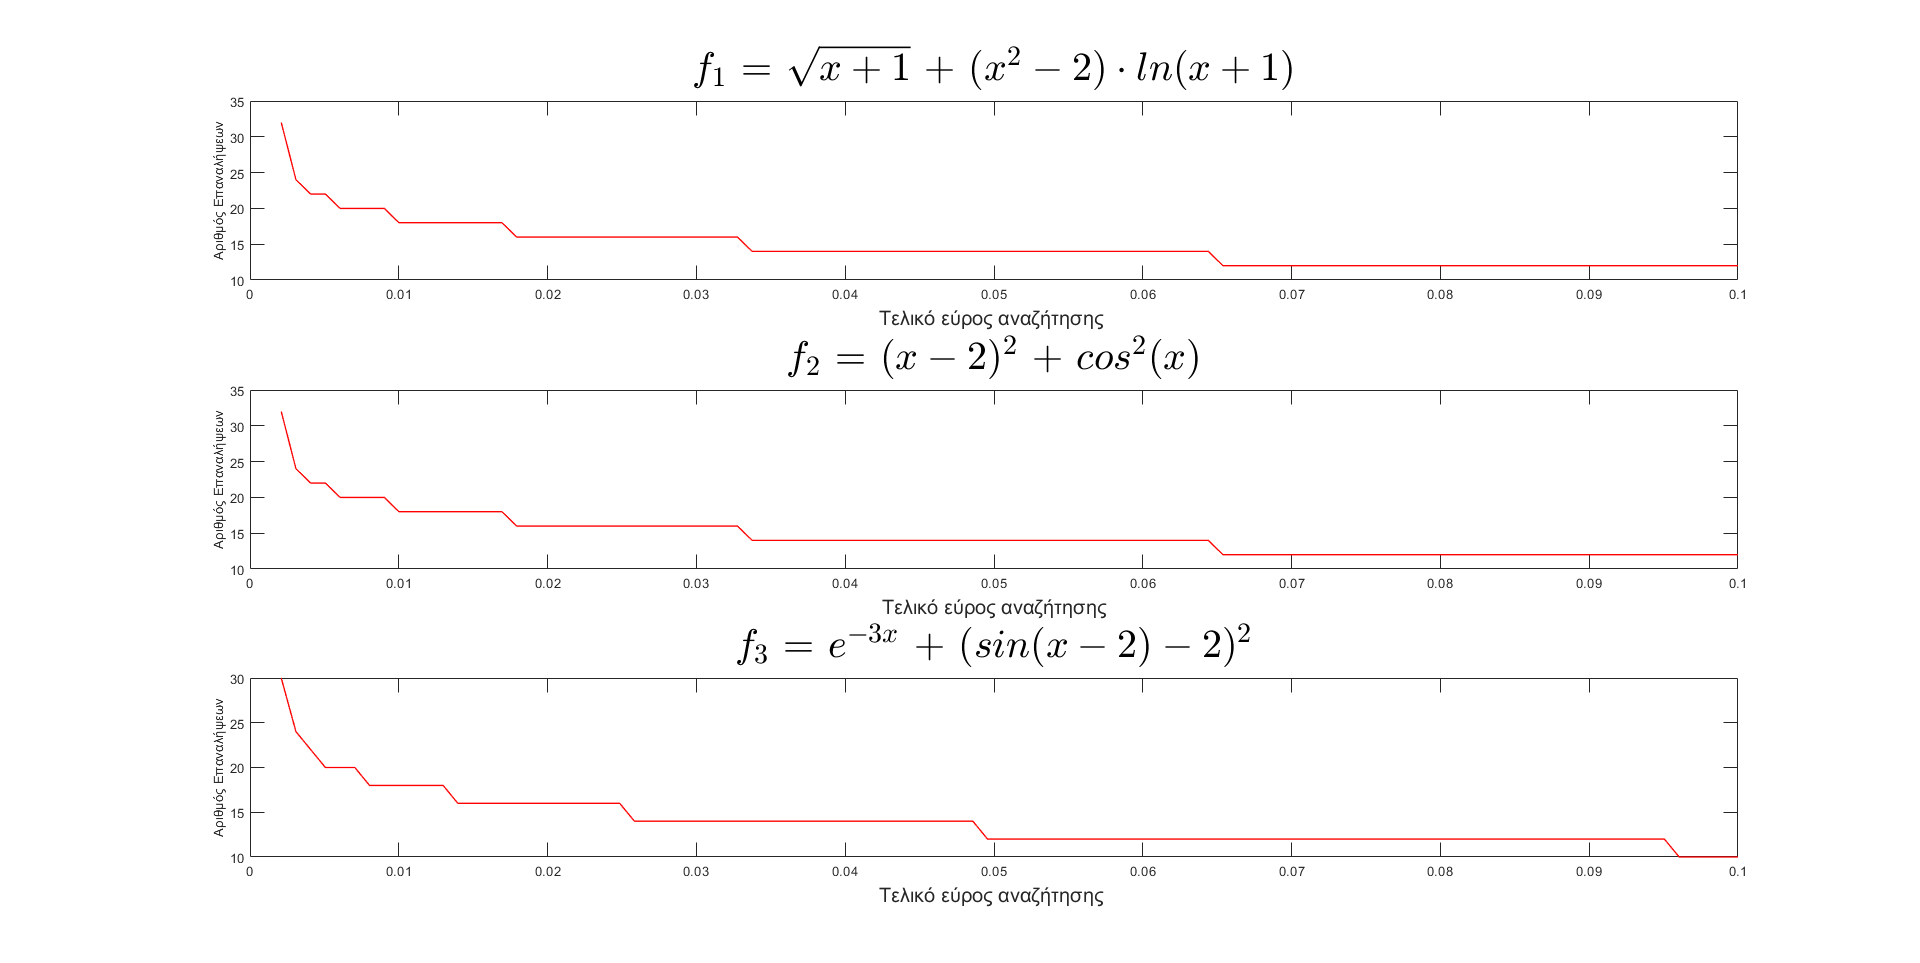 f₁ = √(x + 1) + (x² − 2) · ln(x + 1)
35
30
25
20
15
10
Αριθμός Επαναλήψεων
0 0.01 0.02 0.03 0.04 0.05 0.06 0.07 0.08 0.09 0.1
Τελικό εύρος αναζήτησης
f₂ = (x − 2)² + cos²(x)
35
30
25
20
15
10
Αριθμός Επαναλήψεων
0 0.01 0.02 0.03 0.04 0.05 0.06 0.07 0.08 0.09 0.1
Τελικό εύρος αναζήτησης
f₃ = e⁻³ˣ + (sin(x − 2) − 2)²
30
25
20
15
10
Αριθμός Επαναλήψεων
0 0.01 0.02 0.03 0.04 0.05 0.06 0.07 0.08 0.09 0.1
Τελικό εύρος αναζήτησης